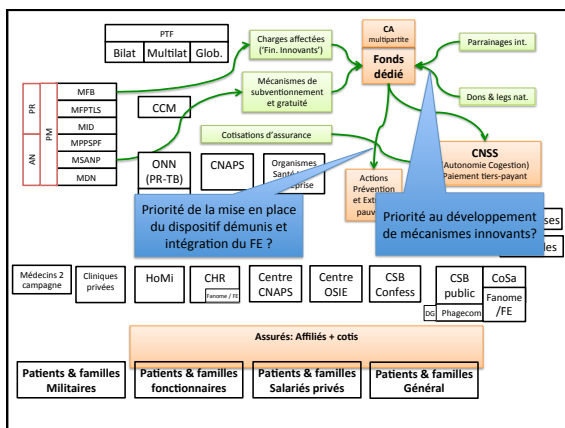 PTF
Bilat
Multilat
Glob.
Charges affectées
('Fin. Innovants')
CA
multipartite
Fonds
dédié
Parrainages int.
Dons & legs nat.
PR
AN
PM
MFB
MFPTLS
MID
MPPSPF
MSANP
MDN
CCM
Mécanismes de
subventionnement
et gratuité
Cotisations d'assurance
ONN
(PR-TB)
CNAPS
Organismes
Actions
Prévention
CNSS
(Autonomie Cogestion)
Paiement tiers-payant
Priorité de la mise en place
du dispositif démunis et
intégration du FE ?
Priorité au développement
de mécanismes innovants?
Médecins 2
campagne
Cliniques
privées
HoMi
CHR
Fanome / FE
Centre
CNAPS
Centre
OSIE
CSB
Confess
CSB
public
DG
Phagecom
CoSa
Fanome
/FE
Assurés: Affiliés + cotis
Patients & familles
Militaires
Patients & familles
fonctionnaires
Patients & familles
Salariés privés
Patients & familles
Général